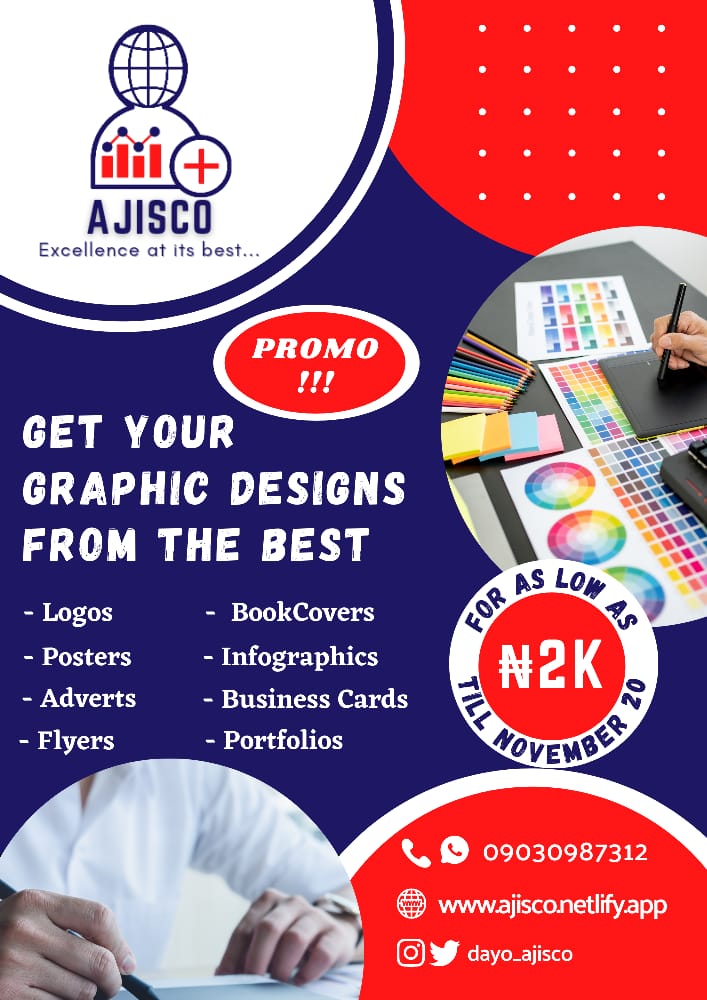 AJISCO
Excellence at its best...
PROMO
!!!
GET YOUR
GRAPHIC DESIGNS
FROM THE BEST
- Logos
- Posters
- Adverts
- Flyers
- BookCovers
- Infographics
- Business Cards
- Portfolios
FOR AS LOW AS
₦2K
TILL NOVEMBER 20
09030987312
www.ajisco.netlify.app
dayo_ajisco